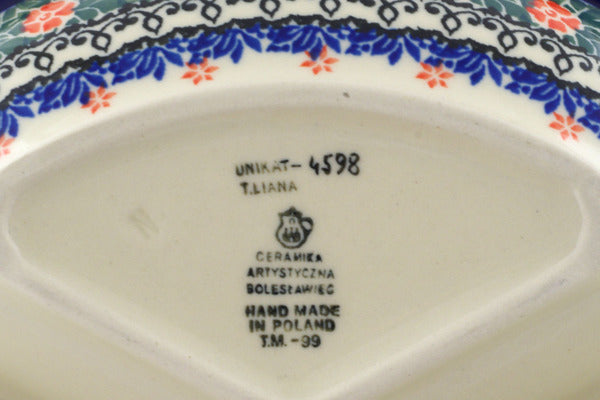 UNIKAT-4598
T.LIANA
CERAMIKA
ARTYSTYCZNA
BOLESŁAWIEC
HAND MADE
IN POLAND
T.M.-99